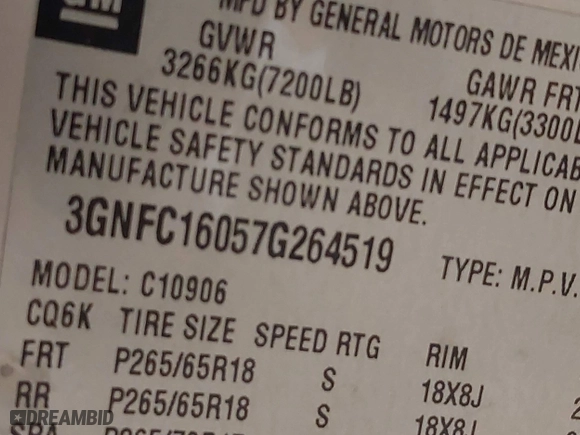 GM
MFD BY GENERAL MOTORS DE MEXI
GVWR GAWR FRT
3266KG(7200LB) 1497KG(3300L
THIS VEHICLE CONFORMS TO ALL APPLICAB
VEHICLE SAFETY STANDARDS IN EFFECT ON
MANUFACTURE SHOWN ABOVE.
3GNFC16057G264519 TYPE: M.P.V.
MODEL: C10906
CQ6K TIRE SIZE SPEED RTG RIM
FRT P265/65R18 S 18X8J
RR P265/65R18 S 18X8J
DREAMBID